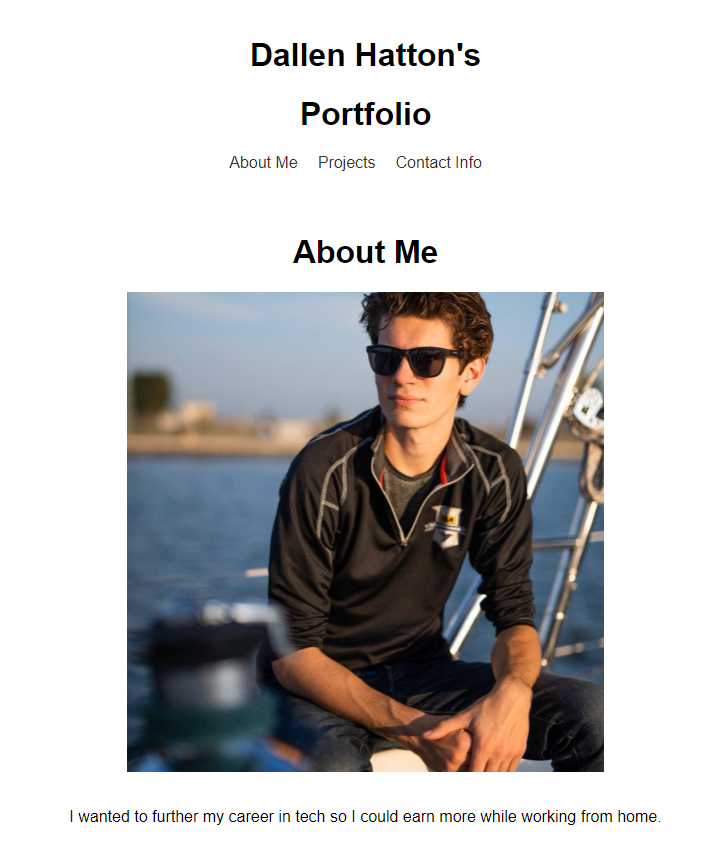 Dallen Hatton's
Portfolio
About Me Projects Contact Info
About Me
I wanted to further my career in tech so I could earn more while working from home.